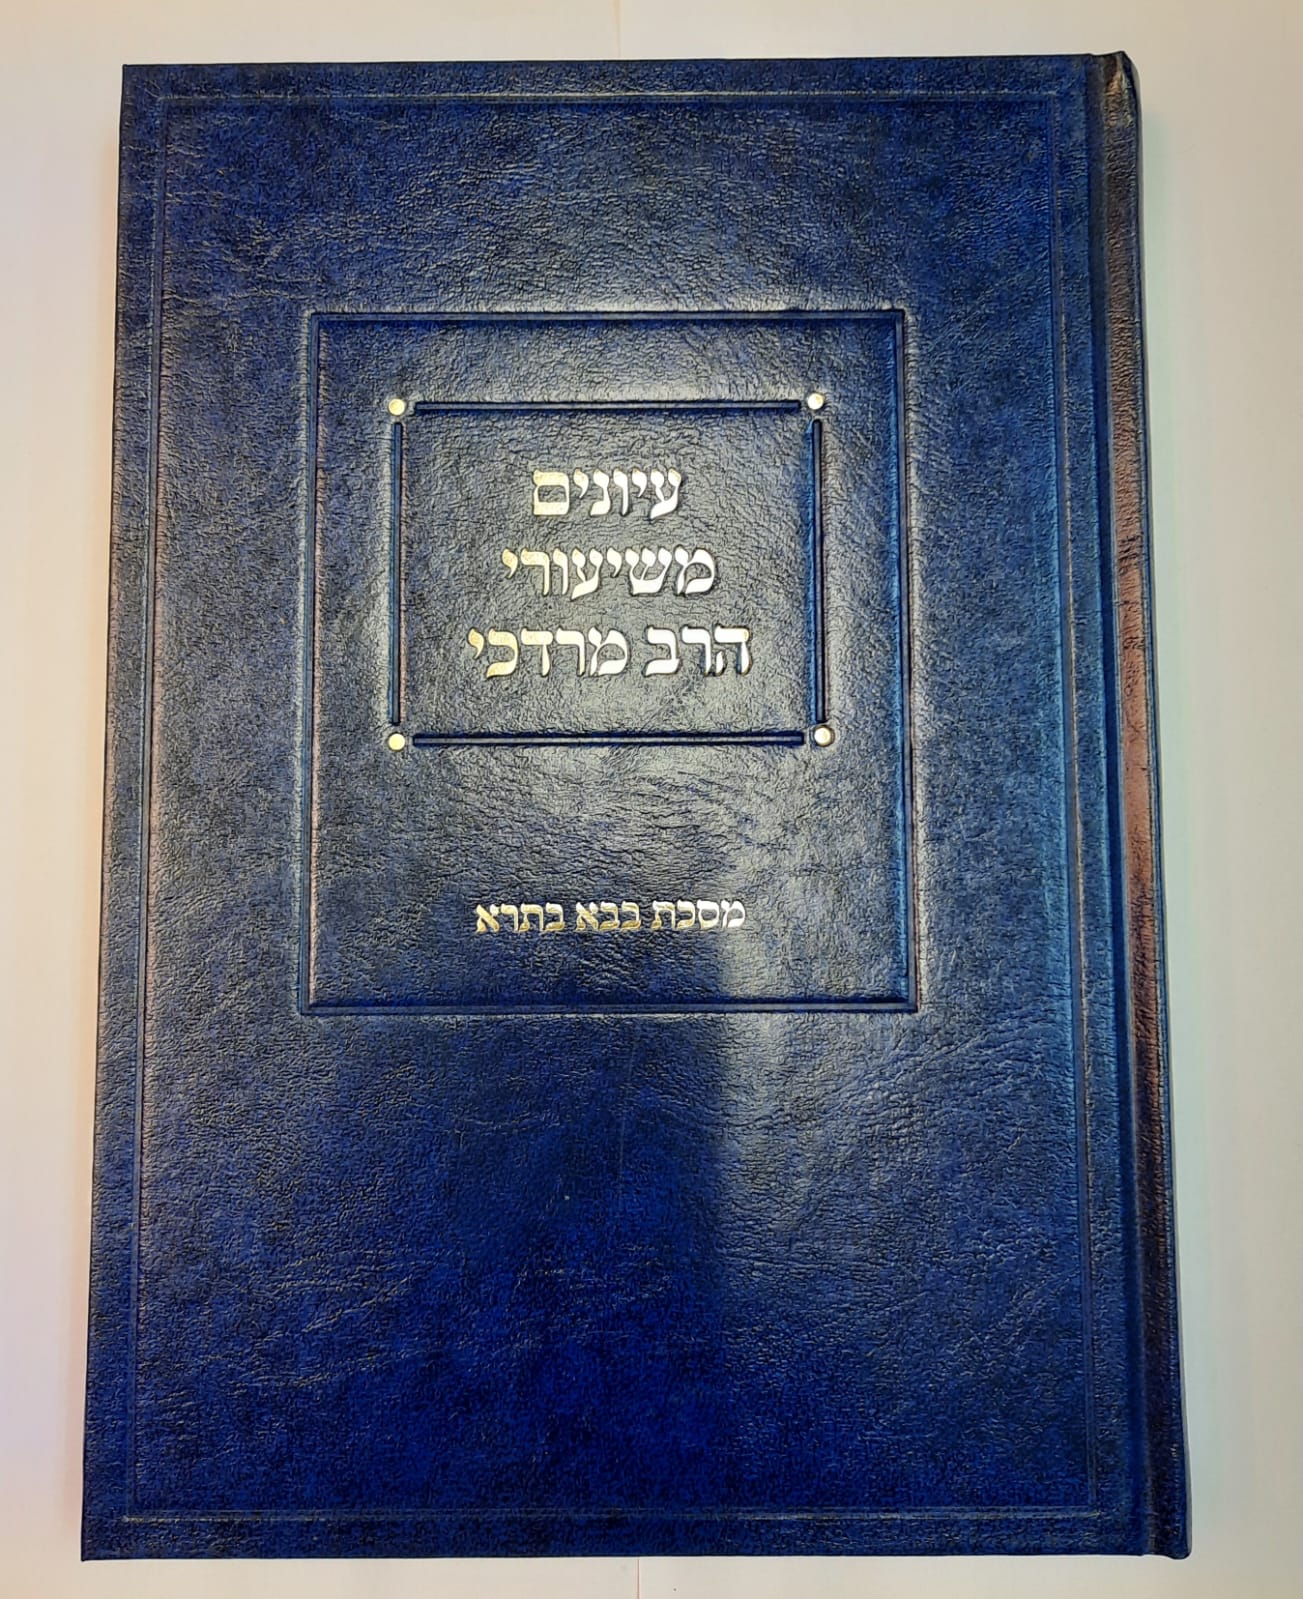 עיונים
משיעורי
הרב מרדכי
מסכת בבא בתרא